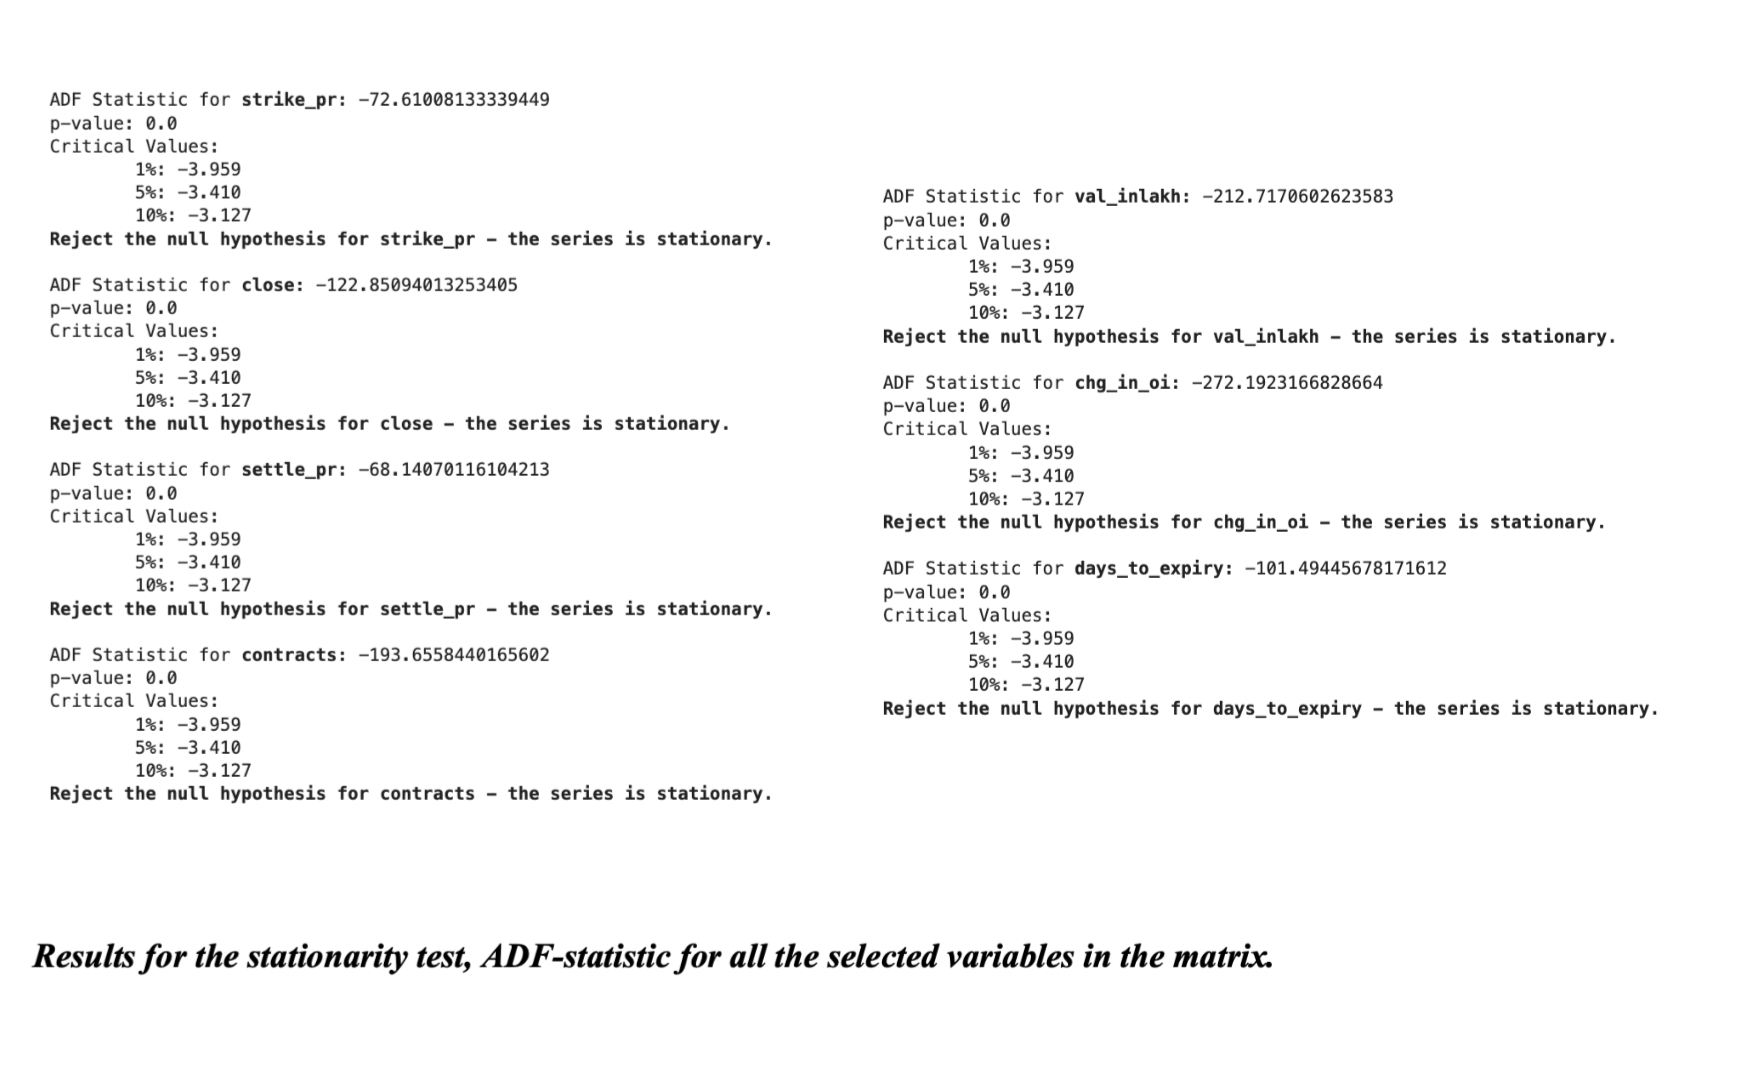 ADF Statistic for strike_pr: −72.61008133339449
p−value: 0.0
Critical Values:
1%: −3.959
5%: −3.410
10%: −3.127
Reject the null hypothesis for strike_pr − the series is stationary.
ADF Statistic for close: −122.85094013253405
p−value: 0.0
Critical Values:
1%: −3.959
5%: −3.410
10%: −3.127
Reject the null hypothesis for close − the series is stationary.
ADF Statistic for settle_pr: −68.14070116104213
p−value: 0.0
Critical Values:
1%: −3.959
5%: −3.410
10%: −3.127
Reject the null hypothesis for settle_pr − the series is stationary.
ADF Statistic for contracts: −193.6558440165602
p−value: 0.0
Critical Values:
1%: −3.959
5%: −3.410
10%: −3.127
Reject the null hypothesis for contracts − the series is stationary.
ADF Statistic for val_inlakh: −212.7170602623583
p−value: 0.0
Critical Values:
1%: −3.959
5%: −3.410
10%: −3.127
Reject the null hypothesis for val_inlakh − the series is stationary.
ADF Statistic for chg_in_oi: −272.1923166828664
p−value: 0.0
Critical Values:
1%: −3.959
5%: −3.410
10%: −3.127
Reject the null hypothesis for chg_in_oi − the series is stationary.
ADF Statistic for days_to_expiry: −101.49445678171612
p−value: 0.0
Critical Values:
1%: −3.959
5%: −3.410
10%: −3.127
Reject the null hypothesis for days_to_expiry − the series is stationary.
Results for the stationarity test, ADF-statistic for all the selected variables in the matrix.